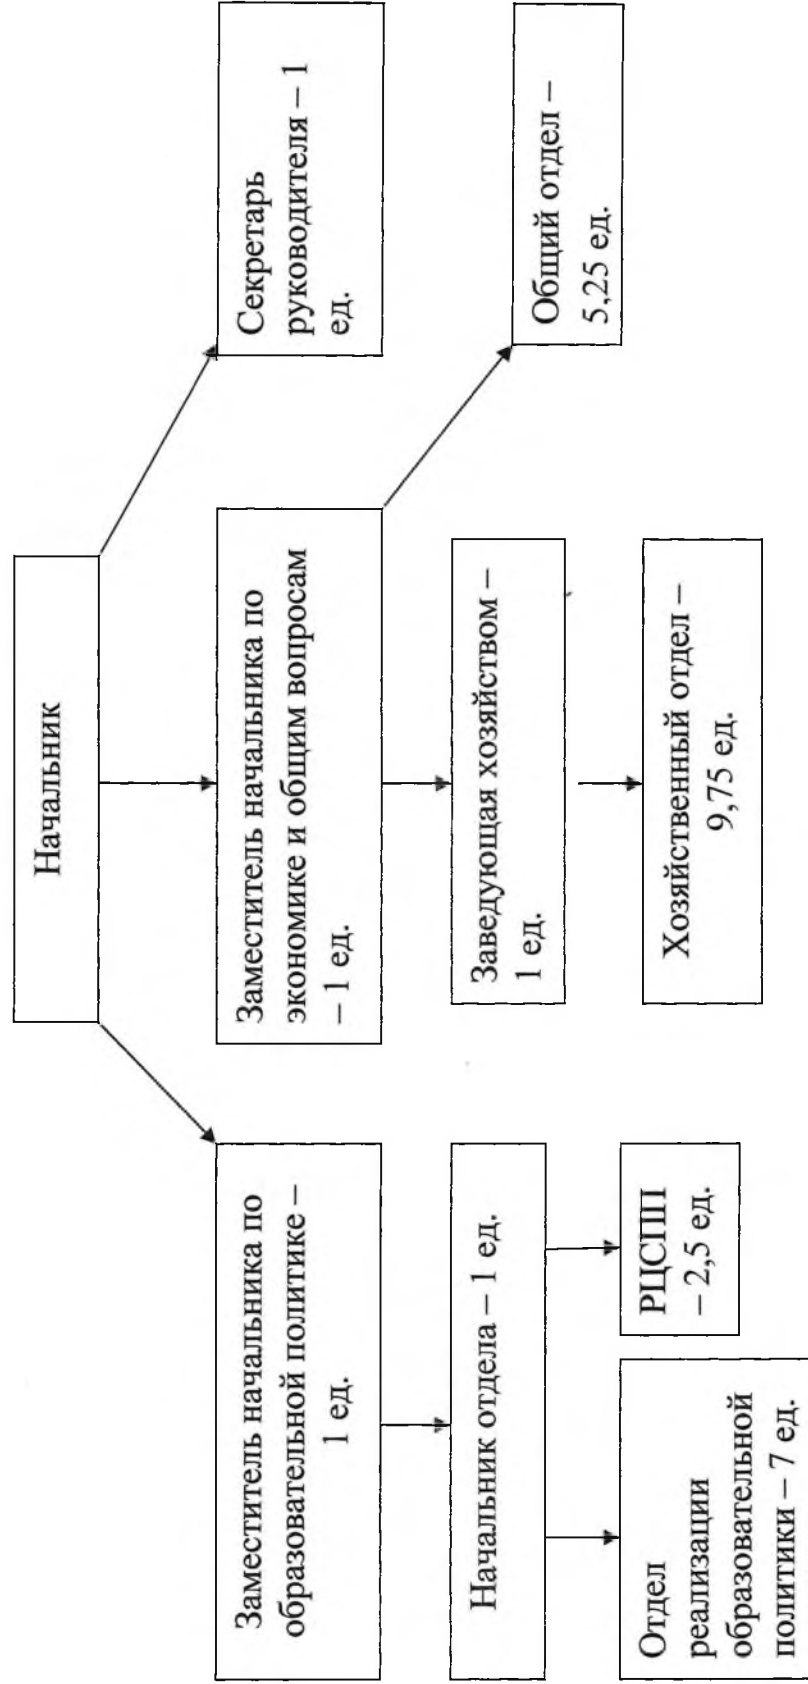 Начальник
Заместитель начальника по
образовательной политике –
1 ед.
Заместитель начальника по
экономике и общим вопросам
– 1 ед.
Секретарь
руководителя – 1
ед.
Начальник отдела – 1 ед.
Заведующая хозяйством –
1 ед.
Общий отдел –
5,25 ед.
Отдел
реализации
образовательной
политики – 7 ед.
РЦСПП
– 2,5 ед.
Хозяйственный отдел –
9,75 ед.